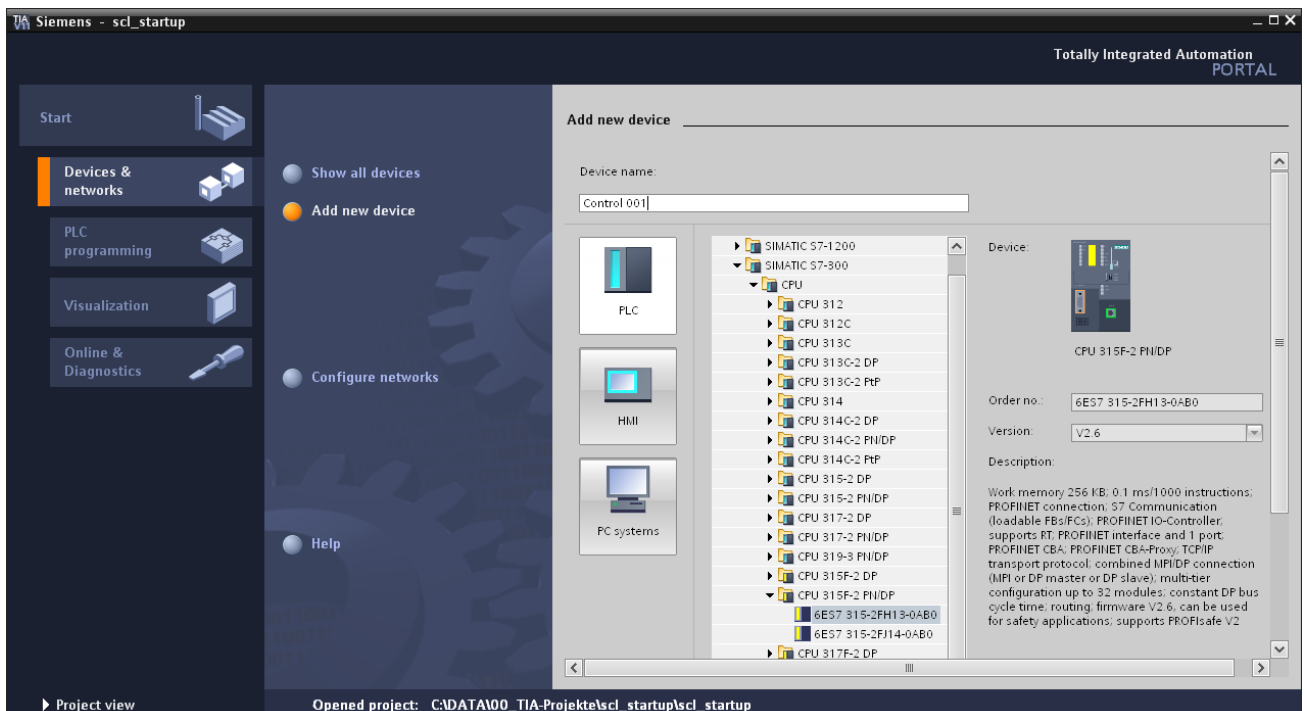 Siemens - scl_startup
Totally Integrated Automation
PORTAL
Start
Devices &
networks
PLC
programming
Visualization
Online &
Diagnostics
Show all devices
Add new device
Configure networks
Help
Add new device
Device name:
Control 001
PLC
HMI
PC systems
SIMATIC S7-1200
SIMATIC S7-300
CPU
CPU 312
CPU 312C
CPU 313C
CPU 313C-2 DP
CPU 313C-2 PtP
CPU 314
CPU 314C-2 DP
CPU 314C-2 PN/DP
CPU 314C-2 PtP
CPU 315-2 DP
CPU 315-2 PN/DP
CPU 317-2 DP
CPU 317-2 PN/DP
CPU 319-3 PN/DP
CPU 315F-2 DP
CPU 315F-2 PN/DP
6ES7 315-2FH13-0AB0
6ES7 315-2FJ14-0AB0
CPU 317F-2 DP
Device:
CPU 315F-2 PN/DP
Order no.: 6ES7 315-2FH13-0AB0
Version: V2.6
Description:
Work memory 256 KB; 0.1 ms/1000 instructions;
PROFINET connection; S7 Communication
(loadable FBs/FCs); PROFINET IO-Controller;
supports RT; PROFINET interface and 1 port;
PROFINET CBA; PROFINET CBA-Proxy; TCP/IP
transport protocol; combined MPI/DP connection
(MPI or DP master or DP slave); multi-tier
configuration up to 32 modules; constant DP bus
cycle time; routing; firmware V2.6, can be used
for safety applications; supports PROFIsafe V2
Project view
Opened project: C:\DATA\00_TIA-Projekte\scl_startup\scl_startup